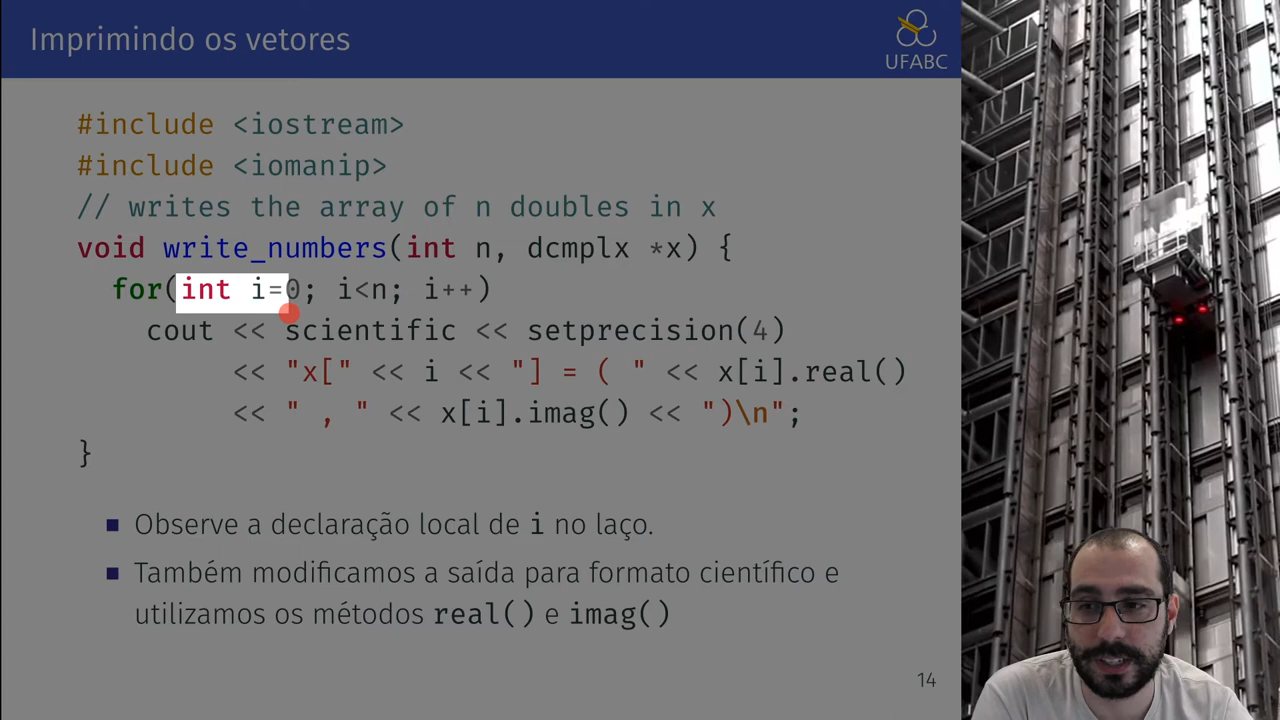 Imprimindo os vetores
UFABC
#include <iostream>
#include <iomanip>
// writes the array of n doubles in x
void write_numbers(int n, dcmplx *x) {
for(int i=0; i<n; i++)
cout << scientific << setprecision(4)
<< "x[" << i << "] = ( " << x[i].real()
<< " , " << x[i].imag() << ")\n";
}
Observe a declaração local de i no laço.
Também modificamos a saída para formato científico e
utilizamos os métodos real() e imag()
14